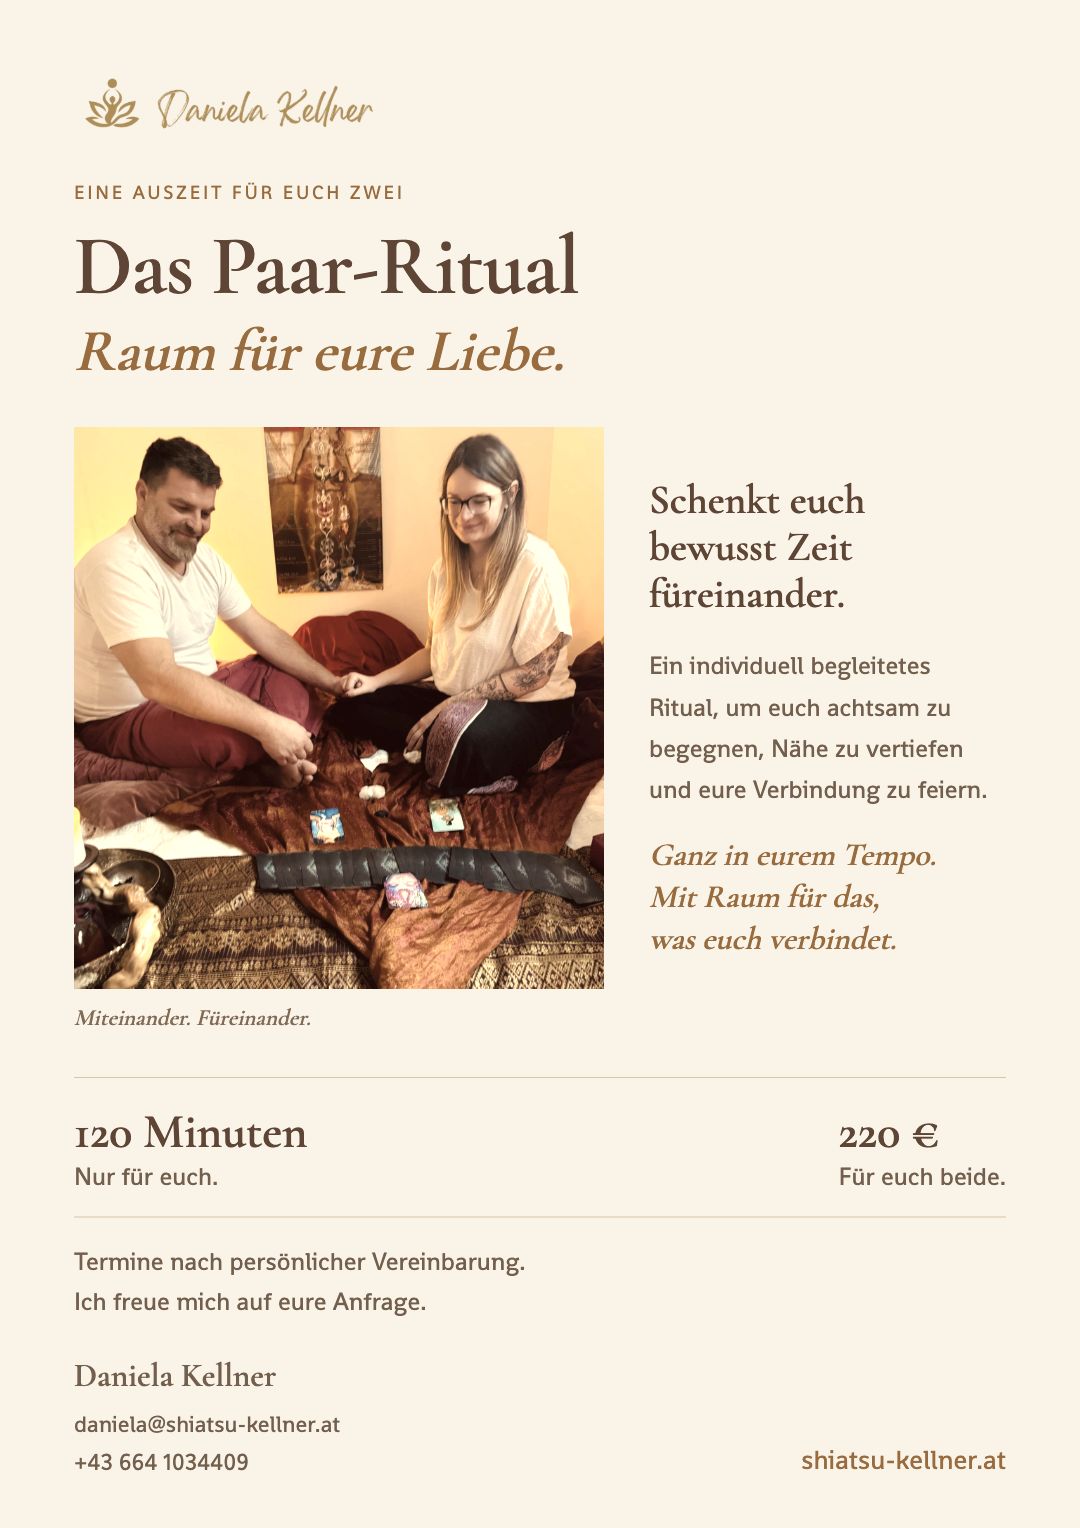 Daniela Kellner
EINE AUSZEIT FÜR EUCH ZWEI
Das Paar-Ritual
Raum für eure Liebe.
Schenkt euch
bewusst Zeit
füreinander.
Ein individuell begleitetes
Ritual, um euch achtsam zu
begegnen, Nähe zu vertiefen
und eure Verbindung zu feiern.
Ganz in eurem Tempo.
Mit Raum für das,
was euch verbindet.
Miteinander. Füreinander.
120 Minuten
Nur für euch.
220 €
Für euch beide.
Termine nach persönlicher Vereinbarung.
Ich freue mich auf eure Anfrage.
Daniela Kellner
daniela@shiatsu-kellner.at
+43 664 1034409
shiatsu-kellner.at